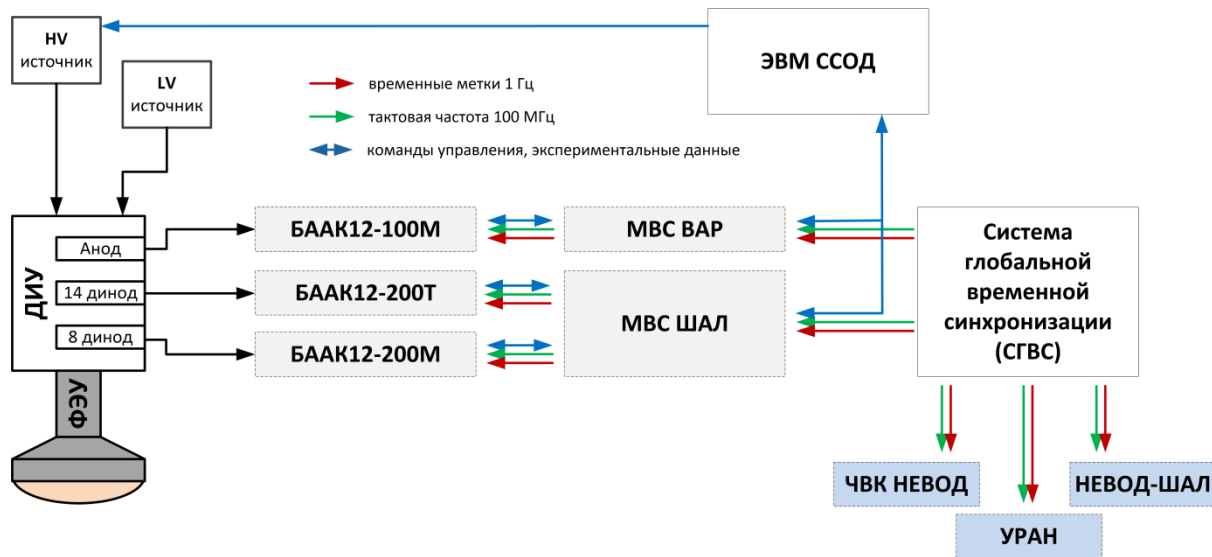 HV
источник
LV
источник
ЭВМ ССОД
временные метки 1 Гц
тактовая частота 100 МГц
команды управления, экспериментальные данные
ДИУ
Анод
14 динод
8 динод
ФЭУ
БААК12-100М
БААК12-200Т
БААК12-200М
МВС ВАР
МВС ШАЛ
Система
глобальной
временной
синхронизации
(СГВС)
ЧВК НЕВОД
НЕВОД-ШАЛ
УРАН